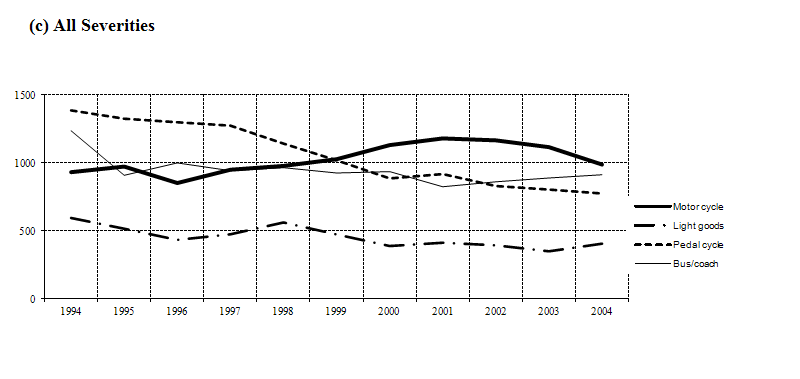 (c) All Severities
1500
1000
500
0
1994 1995 1996 1997 1998 1999 2000 2001 2002 2003 2004
Motor cycle
Light goods
Pedal cycle
Bus/coach